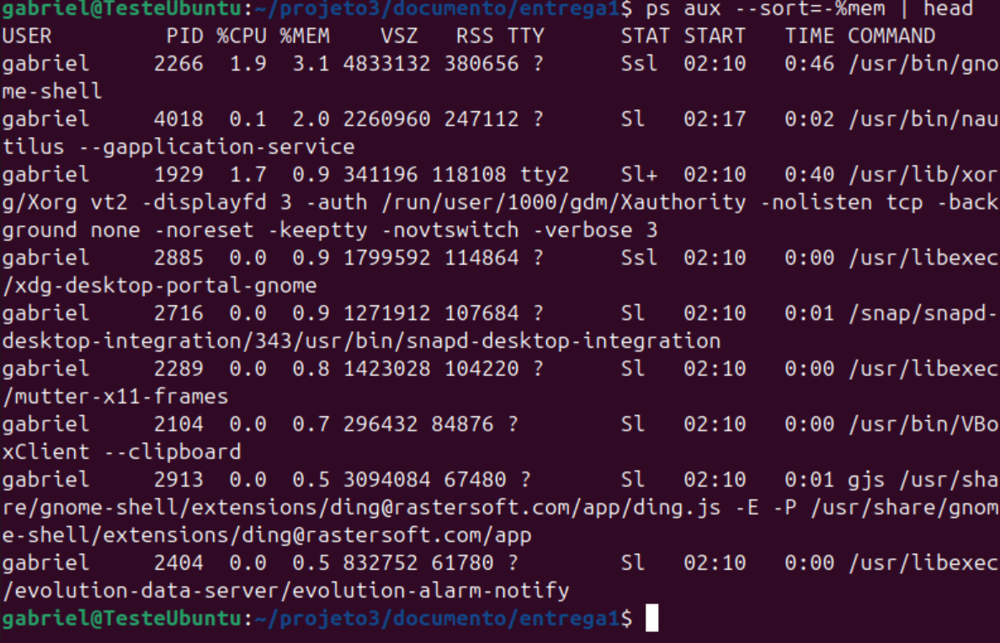 gabriel@TesteUbuntu:~/projeto3/documento/entrega1$ ps aux --sort=-%mem | head
USER         PID %CPU %MEM    VSZ   RSS TTY      STAT START   TIME COMMAND
gabriel     2266  1.9  3.1 4833132 380656 ?      Ssl  02:10   0:46 /usr/bin/gno
me-shell
gabriel     4018  0.1  2.0 2260960 247112 ?      Sl   02:17   0:02 /usr/bin/nau
tilus --gapplication-service
gabriel     1929  1.7  0.9 341196 118108 tty2    Sl+  02:10   0:40 /usr/lib/xor
g/Xorg vt2 -displayfd 3 -auth /run/user/1000/gdm/Xauthority -nolisten tcp -back
ground none -noreset -keeptty -novtswitch -verbose 3
gabriel     2885  0.0  0.9 1799592 114864 ?      Ssl  02:10   0:00 /usr/libexec
/xdg-desktop-portal-gnome
gabriel     2716  0.0  0.9 1271912 107684 ?      Sl   02:10   0:01 /snap/snapd-
desktop-integration/343/usr/bin/snapd-desktop-integration
gabriel     2289  0.0  0.8 1423028 104220 ?      Sl   02:10   0:00 /usr/libexec
/mutter-x11-frames
gabriel     2104  0.0  0.7 296432 84876 ?        Sl   02:10   0:00 /usr/bin/VBo
xClient --clipboard
gabriel     2913  0.0  0.5 3094084 67480 ?       Sl   02:10   0:01 gjs /usr/sha
re/gnome-shell/extensions/ding@rastersoft.com/app/ding.js -E -P /usr/share/gnom
e-shell/extensions/ding@rastersoft.com/app
gabriel     2404  0.0  0.5 832752 61780 ?        Sl   02:10   0:00 /usr/libexec
/evolution-data-server/evolution-alarm-notify
gabriel@TesteUbuntu:~/projeto3/documento/entrega1$